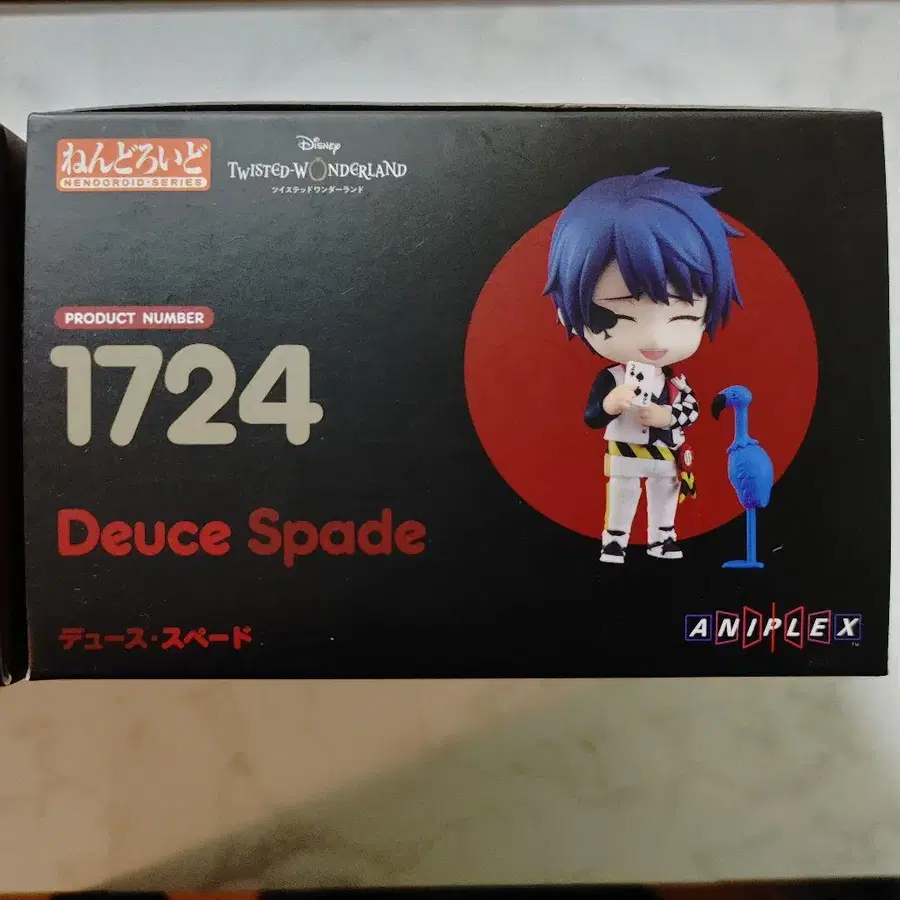 ねんどろいど
NENDOROID-SERIES
Disney
TWISTED-WONDERLAND
ツイステッドワンダーランド
PRODUCT NUMBER
1724
Deuce Spade
デュース・スペード
ANIPLEX